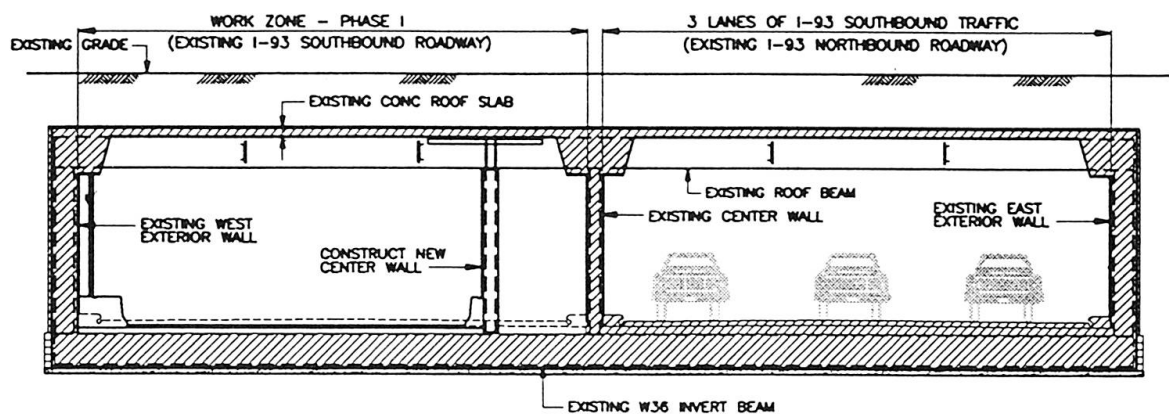 WORK ZONE - PHASE I
(EXISTING I-93 SOUTHBOUND ROADWAY)
3 LANES OF I-93 SOUTHBOUND TRAFFIC
(EXISTING I-93 NORTHBOUND ROADWAY)
EXISTING GRADE
EXISTING CONC ROOF SLAB
EXISTING ROOF BEAM
EXISTING WEST
EXTERIOR WALL
CONSTRUCT NEW
CENTER WALL
EXISTING CENTER WALL
EXISTING EAST
EXTERIOR WALL
EXISTING W36 INVERT BEAM